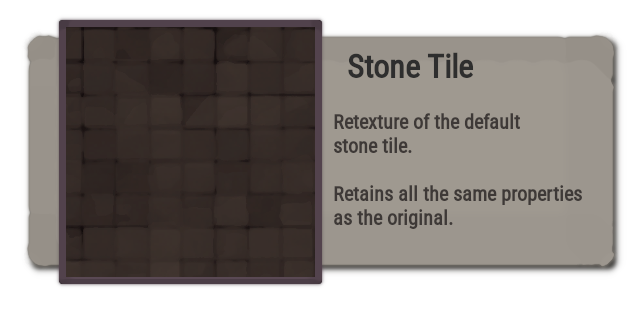 Stone Tile
Retexture of the default
stone tile.
Retains all the same properties
as the original.